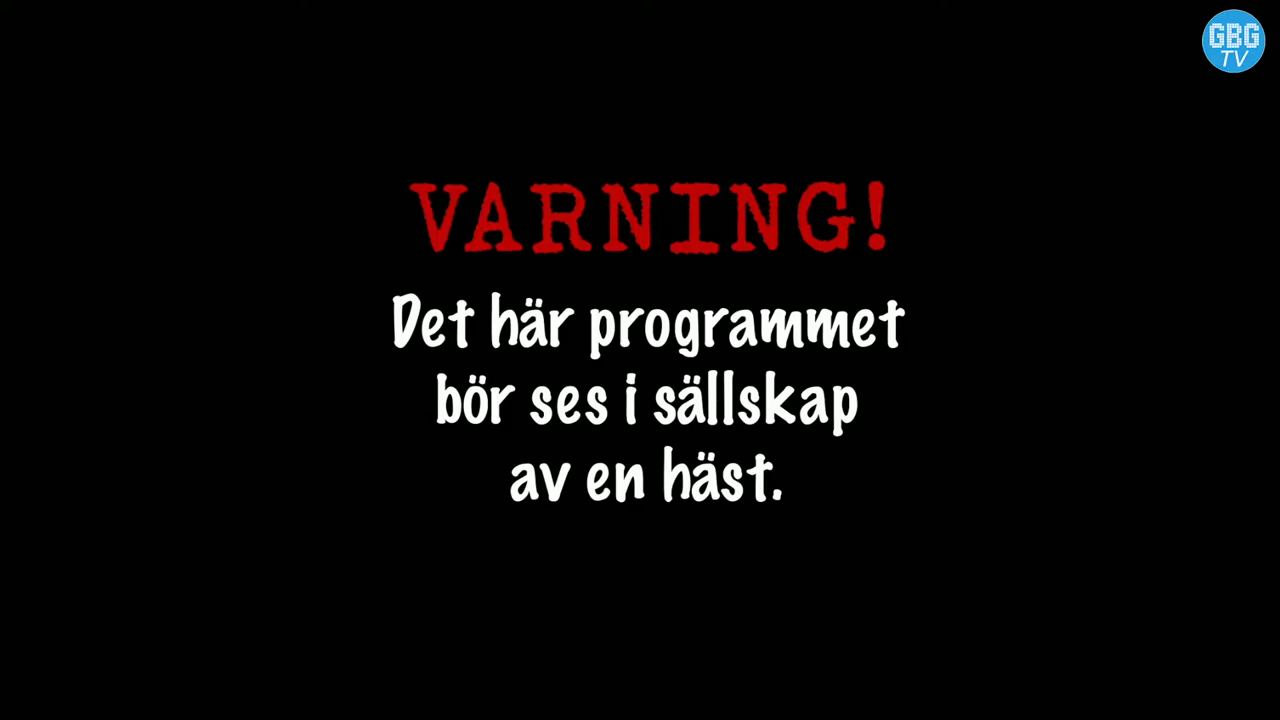 GBG
TV
VARNING!
Det här programmet
bör ses i sällskap
av en häst.